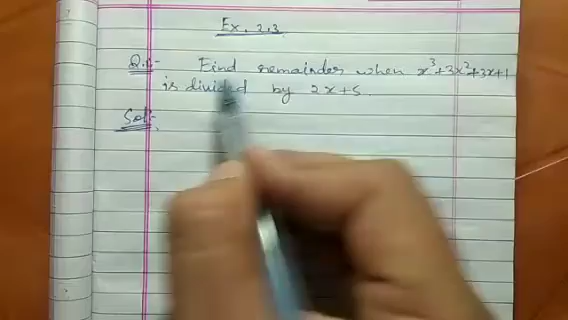 Ex. 2.3
Q.1:- Find remainder when x³+3x²+3x+1
is divided by 2x+5.
Sol:-